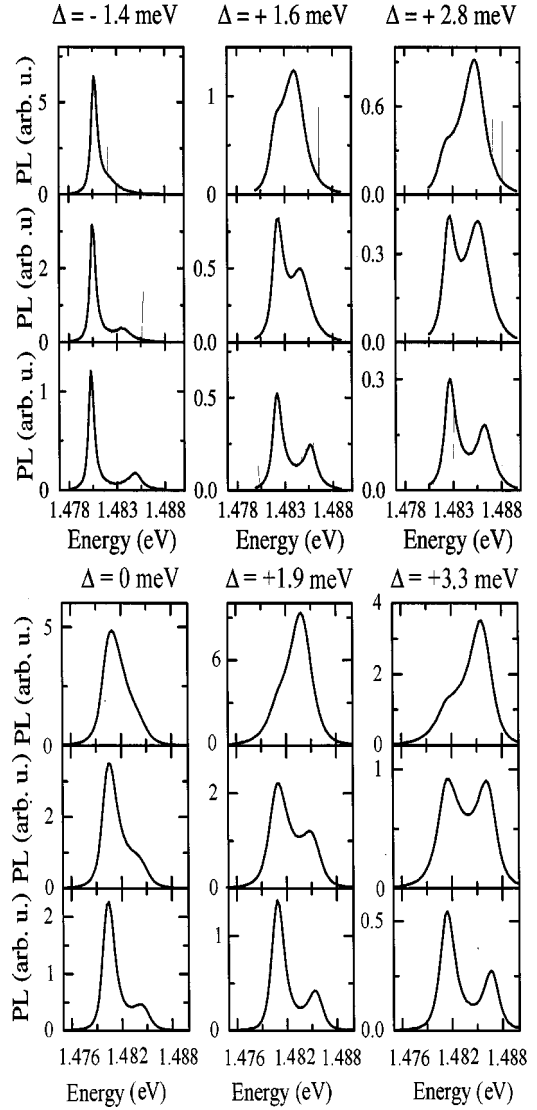 Δ = - 1.4 meV Δ = + 1.6 meV Δ = + 2.8 meV
PL (arb. u.) 5 0 1 0 0.6 0.0
PL (arb .u) 2 0 0.5 0.0 0.3 0.0
PL (arb. u.) 1 0 0.5 0.0 0.3 0.0
1.478 1.483 1.488 1.478 1.483 1.488 1.478 1.483 1.488
Energy (eV) Energy (eV) Energy (eV)
Δ = 0 meV Δ = +1.9 meV Δ = +3.3 meV
PL (arb. u.) 5 0 6 0 4 2 0
PL (arb. u.) 2 0 2 0 1 0
PL (arb. u.) 2 1 0 1 0 0.5 0.0
1.476 1.482 1.488 1.476 1.482 1.488 1.476 1.482 1.488
Energy (eV) Energy (eV) Energy (eV)